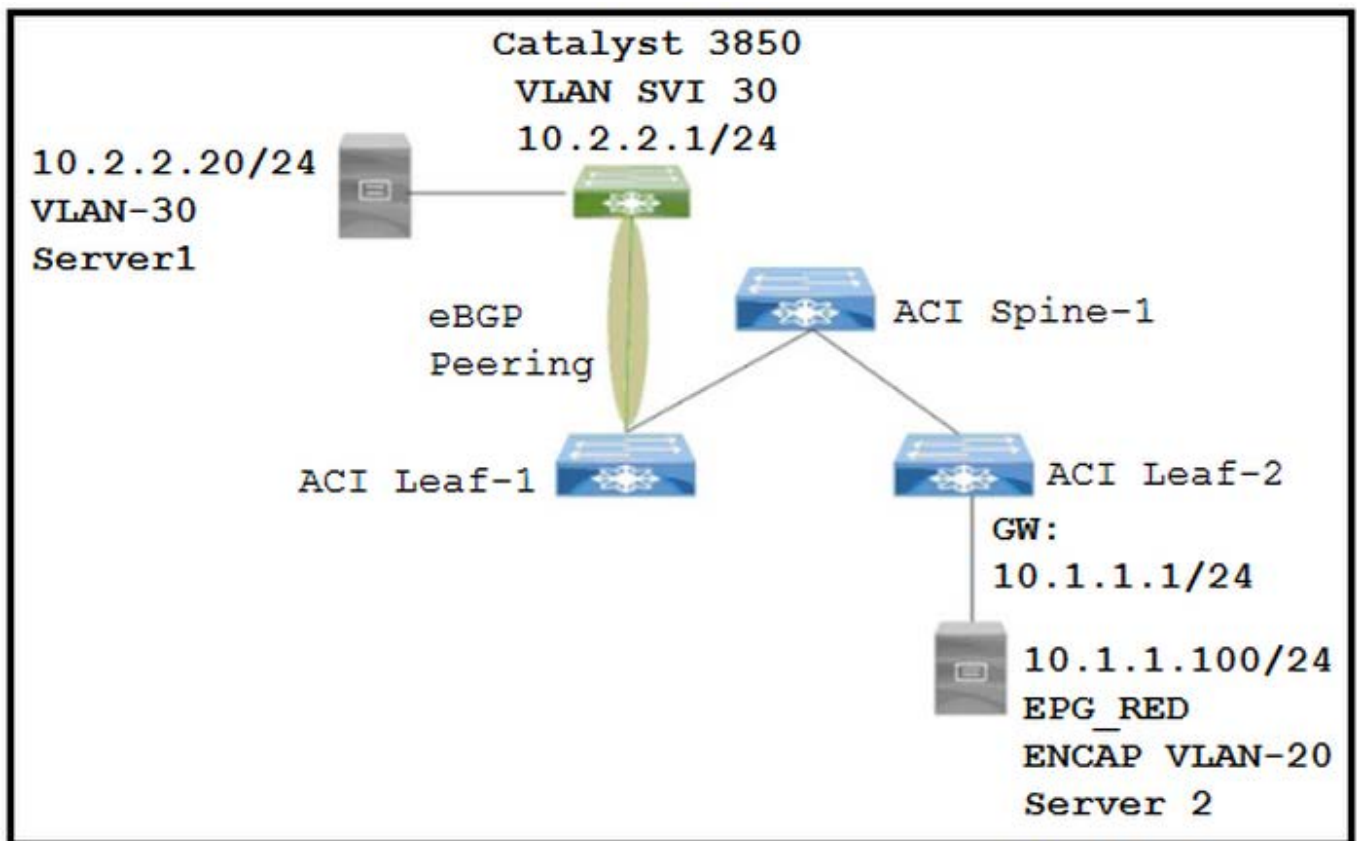 Catalyst 3850
VLAN SVI 30
10.2.2.1/24
10.2.2.20/24
VLAN-30
Server1
eBGP
Peering
ACI Spine-1
ACI Leaf-1
ACI Leaf-2
GW:
10.1.1.1/24
10.1.1.100/24
EPG_RED
ENCAP VLAN-20
Server 2